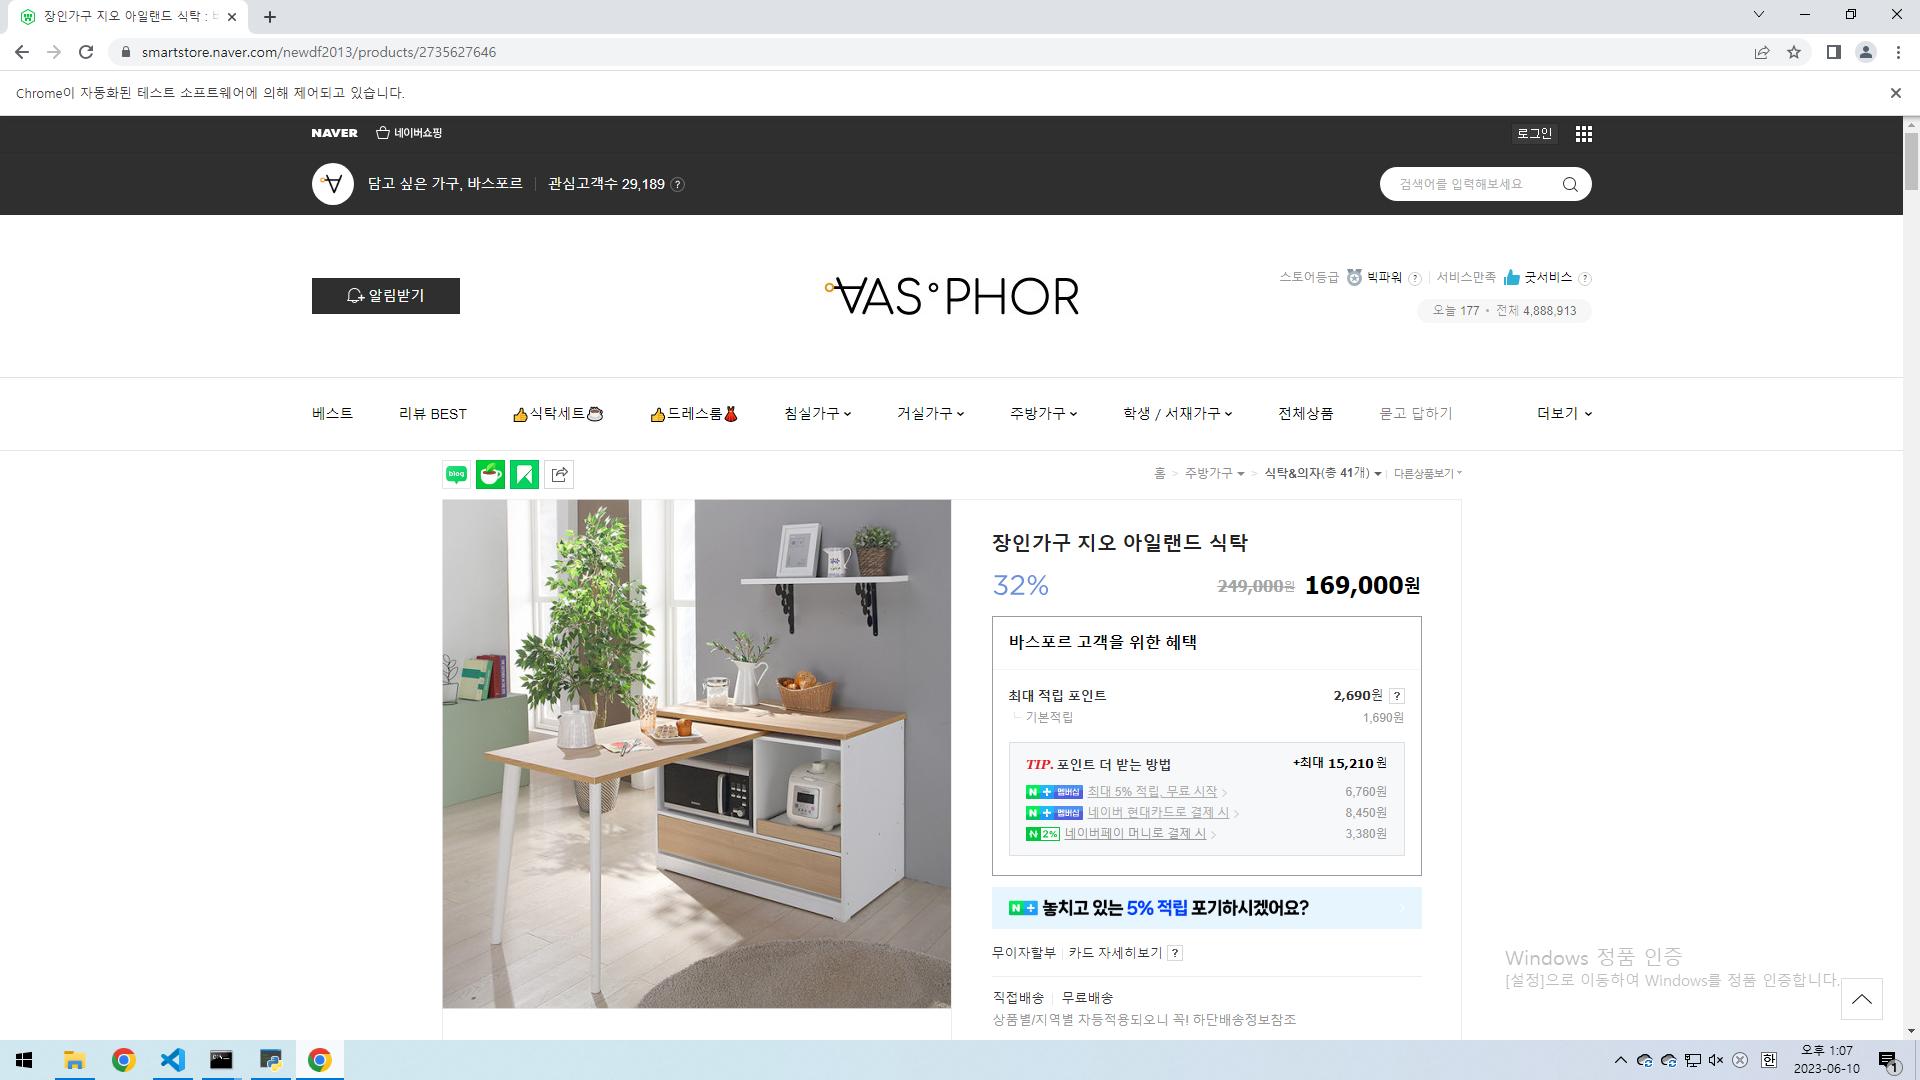 장인가구 지오 아일랜드 식탁 :
smartstore.naver.com/newdf2013/products/2735627646
Chrome이 자동화된 테스트 소프트웨어에 의해 제어되고 있습니다.
NAVER 네이버쇼핑 로그인
담고 싶은 가구, 바스포르 관심고객수 29,189 ? 검색어를 입력해보세요
알림받기
VAS°PHOR
스토어등급 빅파워 ? 서비스만족 굿서비스 ?
오늘 177 • 전체 4,888,913
베스트 리뷰 BEST 👍식탁세트☕ 👍드레스룸👗 침실가구 거실가구 주방가구 학생 / 서재가구 전체상품 묻고 답하기 더보기
blog
홈 > 주방가구 > 식탁&의자(총 41개) 다른상품보기
장인가구 지오 아일랜드 식탁
32% 249,000원 169,000원
바스포르 고객을 위한 혜택
최대 적립 포인트 2,690원 ?
기본적립 1,690원
TIP. 포인트 더 받는 방법 +최대 15,210 원
N + 멤버십 최대 5% 적립, 무료 시작 > 6,760원
N + 멤버십 네이버 현대카드로 결제 시 > 8,450원
N 2% 네이버페이 머니로 결제 시 > 3,380원
N + 놓치고 있는 5% 적립 포기하시겠어요?
무이자할부 카드 자세히보기 ?
직접배송 무료배송
상품별/지역별 차등적용되오니 꼭! 하단배송정보참조
Windows 정품 인증
[설정]으로 이동하여 Windows를 정품 인증합니다.
한
오후 1:07
2023-06-10
1